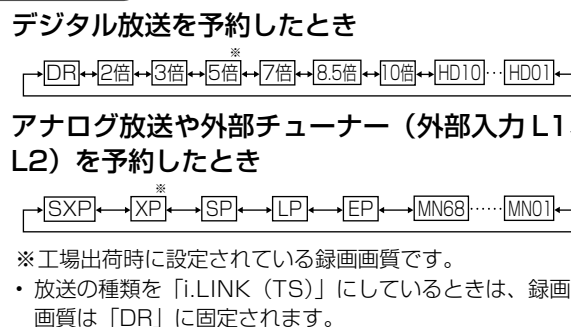 デジタル放送を予約したとき
※
DR↔2倍↔3倍↔5倍↔7倍↔8.5倍↔10倍↔HD10…HD01
アナログ放送や外部チューナー(外部入力L1、
L2)を予約したとき
※
SXP↔XP↔SP↔LP↔EP↔MN68……MN01
※工場出荷時に設定されている録画画質です。
・放送の種類を「i.LINK(TS)」にしているときは、録画
画質は「DR」に固定されます。